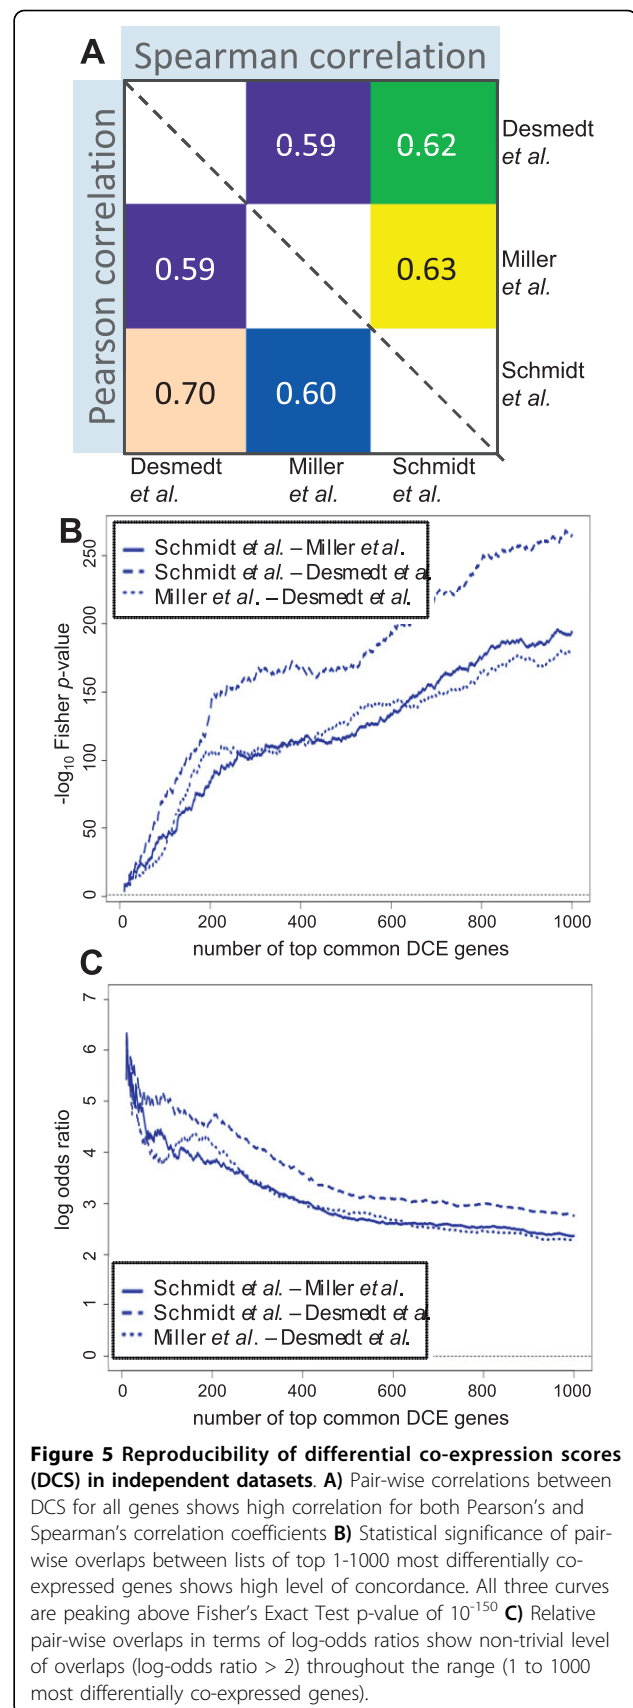 A
Spearman correlation
Pearson correlation
0.59
0.62
Desmedt
et al.
0.59
0.63
Miller
et al.
0.70
0.60
Schmidt
et al.
Desmedt
et al.
Miller
et al.
Schmidt
et al.
B
Schmidt et al. – Miller et al.
Schmidt et al. – Desmedt et al.
Miller et al. – Desmedt et al.
-log10 Fisher p-value
250
200
150
100
50
0
0 200 400 600 800 1000
number of top common DCE genes
C
log odds ratio
7
6
5
4
3
2
1
0
Schmidt et al. – Miller et al.
Schmidt et al. – Desmedt et al.
Miller et al. – Desmedt et al.
0 200 400 600 800 1000
number of top common DCE genes
Figure 5 Reproducibility of differential co-expression scores
(DCS) in independent datasets. A) Pair-wise correlations between
DCS for all genes shows high correlation for both Pearson's and
Spearman's correlation coefficients B) Statistical significance of pair-
wise overlaps between lists of top 1-1000 most differentially co-
expressed genes shows high level of concordance. All three curves
are peaking above Fisher's Exact Test p-value of 10⁻¹⁵⁰ C) Relative
pair-wise overlaps in terms of log-odds ratios show non-trivial level
of overlaps (log-odds ratio > 2) throughout the range (1 to 1000
most differentially co-expressed genes).